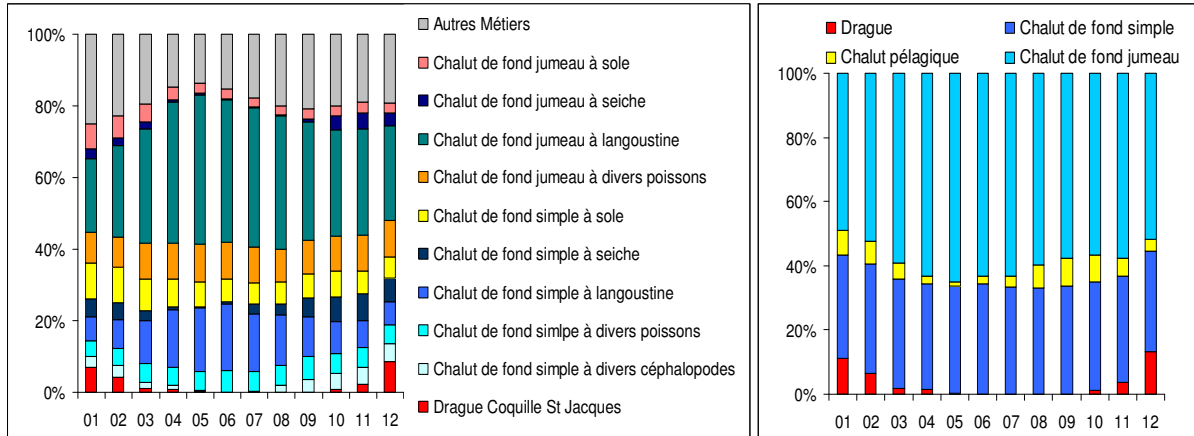 100%
80%
60%
40%
20%
0%
01 02 03 04 05 06 07 08 09 10 11 12
Autres Métiers
Chalut de fond jumeau à sole
Chalut de fond jumeau à seiche
Chalut de fond jumeau à langoustine
Chalut de fond jumeau à divers poissons
Chalut de fond simple à sole
Chalut de fond simple à seiche
Chalut de fond simple à langoustine
Chalut de fond simlpe à divers poissons
Chalut de fond simple à divers céphalopodes
Drague Coquille St Jacques
Drague Chalut de fond simple
Chalut pélagique Chalut de fond jumeau
100%
80%
60%
40%
20%
0%
01 02 03 04 05 06 07 08 09 10 11 12